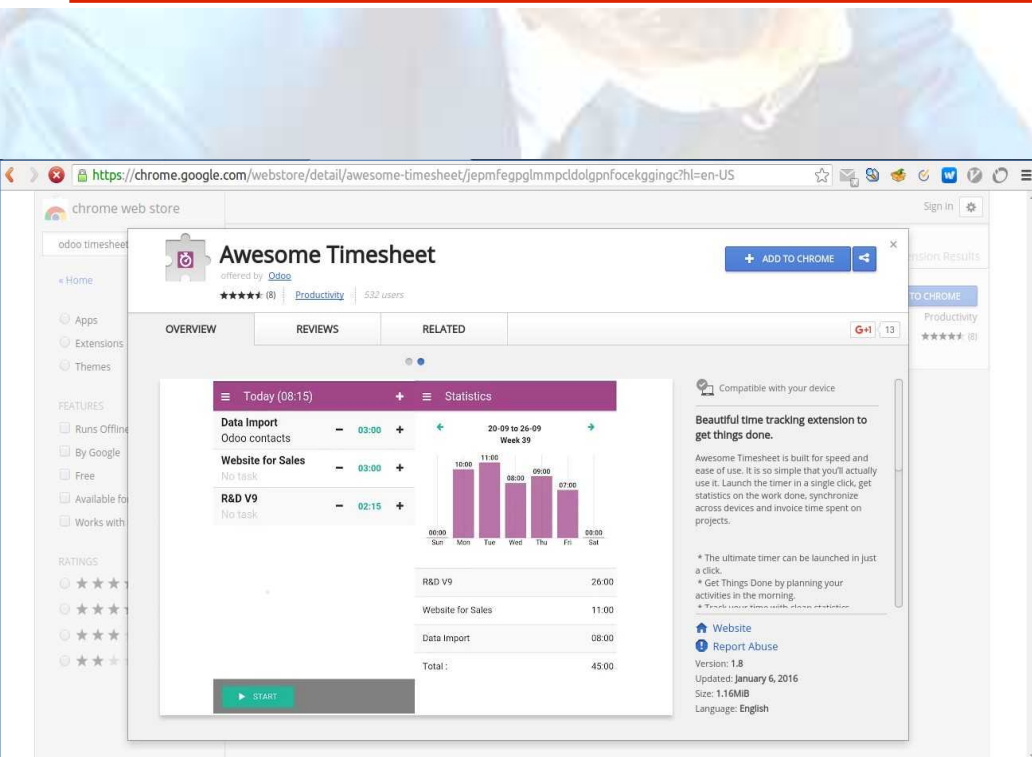 https://chrome.google.com/webstore/detail/awesome-timesheet/jepmfegpglmmpcldolgpnfocekggingc?hl=en-US
chrome web store
Sign in
odoo timesheet
« Home
Apps
Extensions
Themes
FEATURES
Runs Offline
By Google
Free
Available fo
Works with
RATINGS
Awesome Timesheet
offered by Odoo
(8) Productivity 532 users
+ ADD TO CHROME
ension Results
TO CHROME
Productivity
(8)
OVERVIEW REVIEWS RELATED
G+1 13
Today (08:15) +
Data Import
Odoo contacts
− 03:00 +
Website for Sales
No task
− 03:00 +
R&D V9
No task
− 02:15 +
START
Statistics
20-09 to 26-09
Week 39
00:00 10:00 11:00 08:00 09:00 07:00 00:00
Sun Mon Tue Wed Thu Fri Sat
R&D V9 26:00
Website for Sales 11:00
Data Import 08:00
Total : 45:00
Compatible with your device
Beautiful time tracking extension to
get things done.
Awesome Timesheet is built for speed and
ease of use. It is so simple that you'll actually
use it. Launch the timer in a single click, get
statistics on the work done, synchronize
across devices and invoice time spent on
projects.
* The ultimate timer can be launched in just
a click.
* Get Things Done by planning your
activities in the morning.
* Track your time with clean statistics
Website
Report Abuse
Version: 1.8
Updated: January 6, 2016
Size: 1.16MiB
Language: English